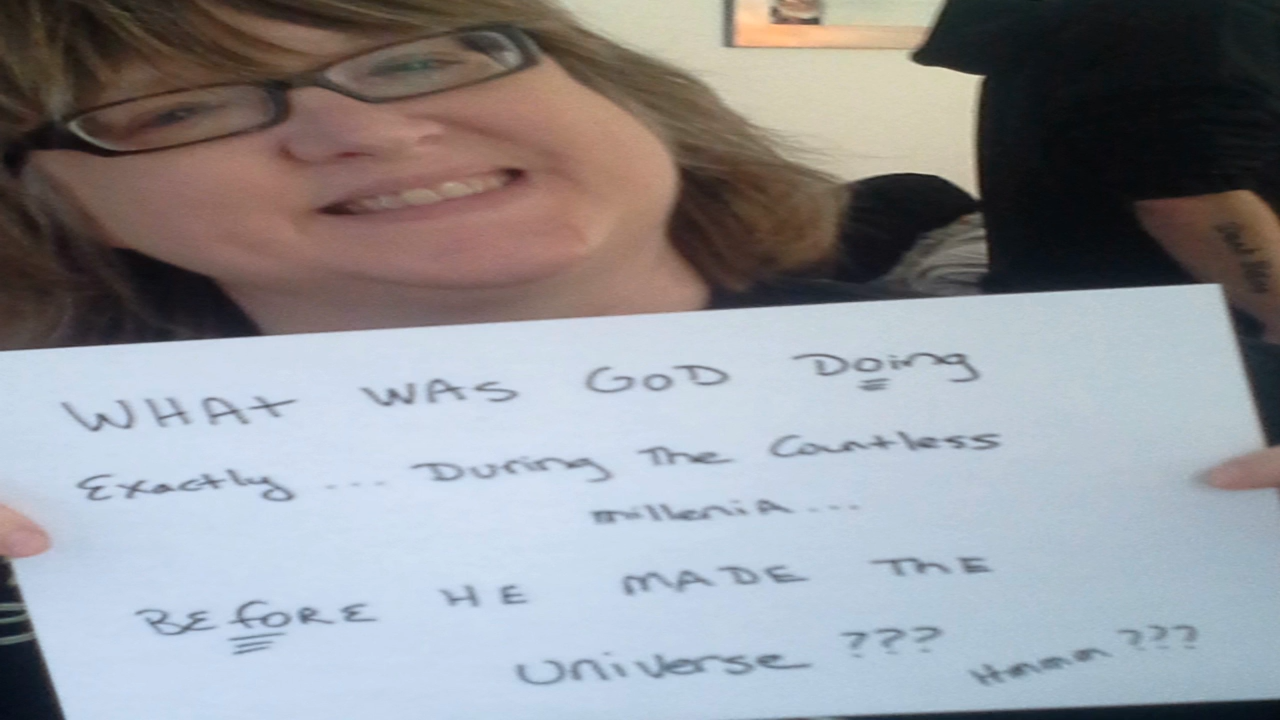 WHAT WAS GOD DOing
Exactly ... During The Countless
millenia ...
BEfORE HE MADE THE
Universe ???
Hmmm ???